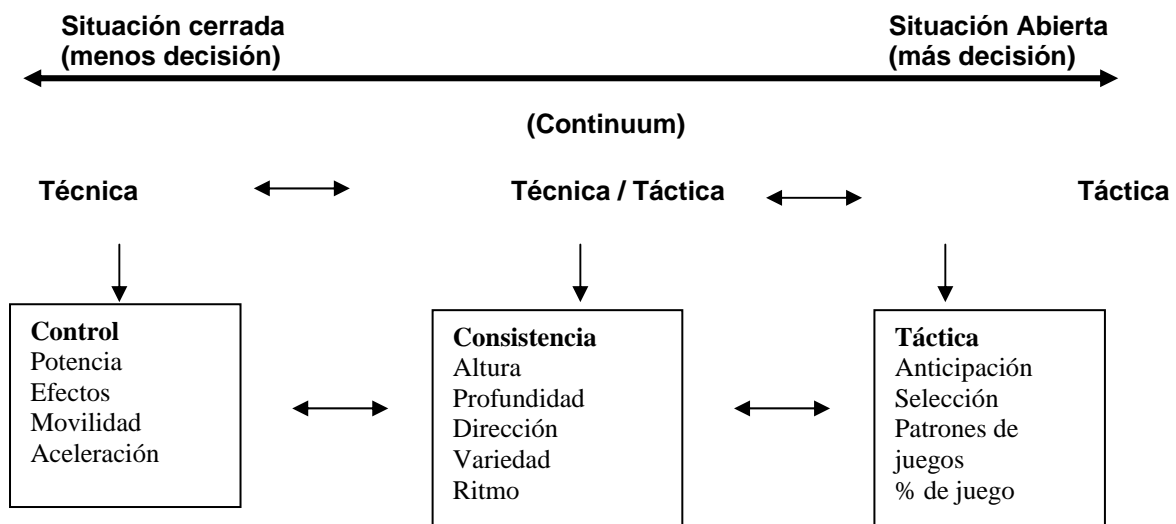 Situación cerrada
(menos decisión)
Situación Abierta
(más decisión)
(Continuum)
Técnica
Técnica / Táctica
Táctica
Control
Potencia
Efectos
Movilidad
Aceleración
Consistencia
Altura
Profundidad
Dirección
Variedad
Ritmo
Táctica
Anticipación
Selección
Patrones de
juegos
% de juego